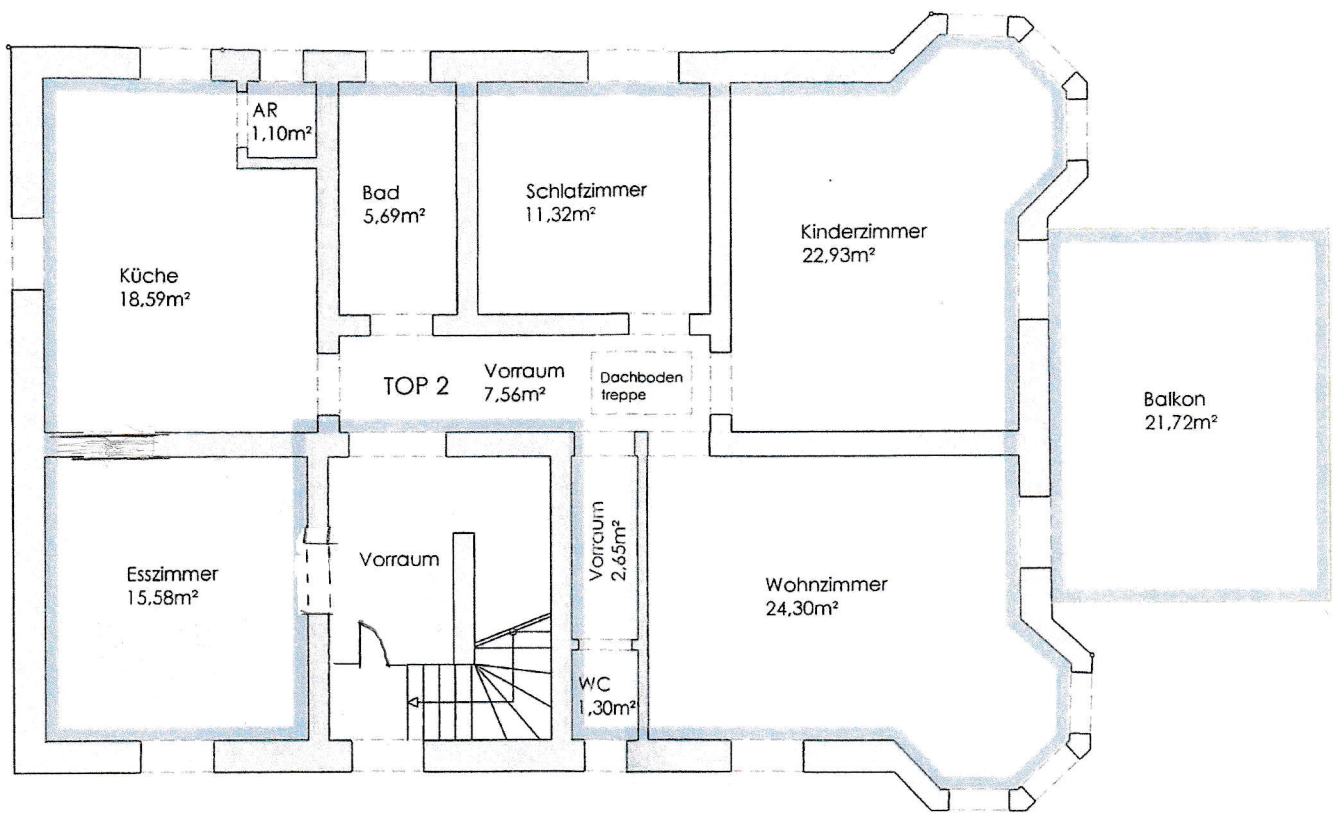 AR
1,10m²
Bad
5,69m²
Schlafzimmer
11,32m²
Kinderzimmer
22,93m²
Küche
18,59m²
TOP 2
Vorraum
7,56m²
Dachboden
treppe
Balkon
21,72m²
Esszimmer
15,58m²
Vorraum
Vorraum
2,65m²
Wohnzimmer
24,30m²
WC
1,30m²